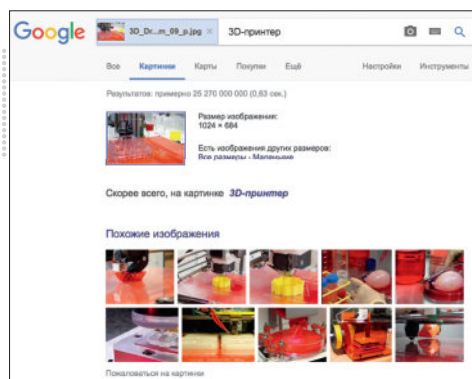 Google 3D_Dr...m_09_p.jpg × 3D-принтер
Все Картинки Карты Покупки Ещё Настройки Инструменты
Результатов: примерно 25 270 000 000 (0,63 сек.)
Размер изображения:
1024 × 684
Есть изображения других размеров:
Все размеры - Маленькие
Скорее всего, на картинке 3D-принтер
Похожие изображения
Пожаловаться на картинки